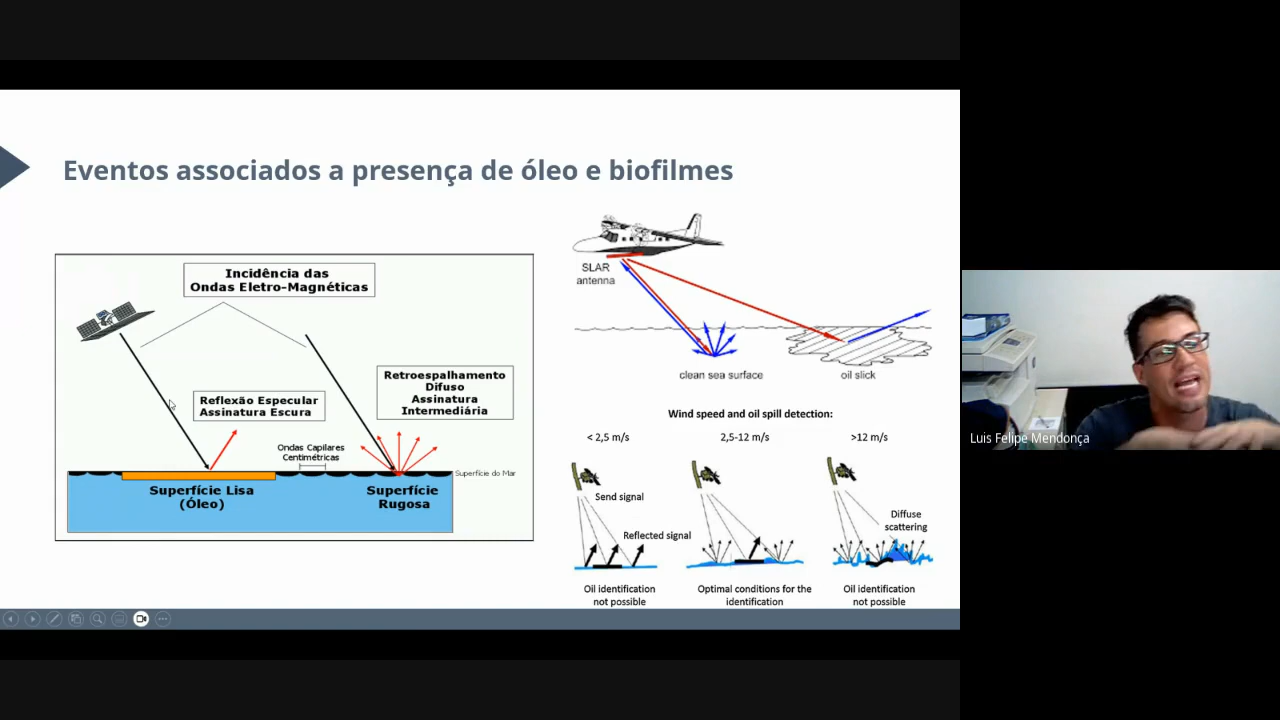 Eventos associados a presença de óleo e biofilmes
Incidência das
Ondas Eletro-Magnéticas
Reflexão Especular
Assinatura Escura
Retroespalhamento
Difuso
Assinatura
Intermediária
Ondas Capilares
Centimétricas
Superfície do Mar
Superfície Lisa
(Óleo)
Superfície
Rugosa
SLAR
antenna
clean sea surface
oil slick
Wind speed and oil spill detection:
< 2,5 m/s
2,5-12 m/s
>12 m/s
Send signal
Reflected signal
Diffuse
scattering
Oil identification
not possible
Optimal conditions for the
identification
Oil identification
not possible
Luis Felipe Mendonça